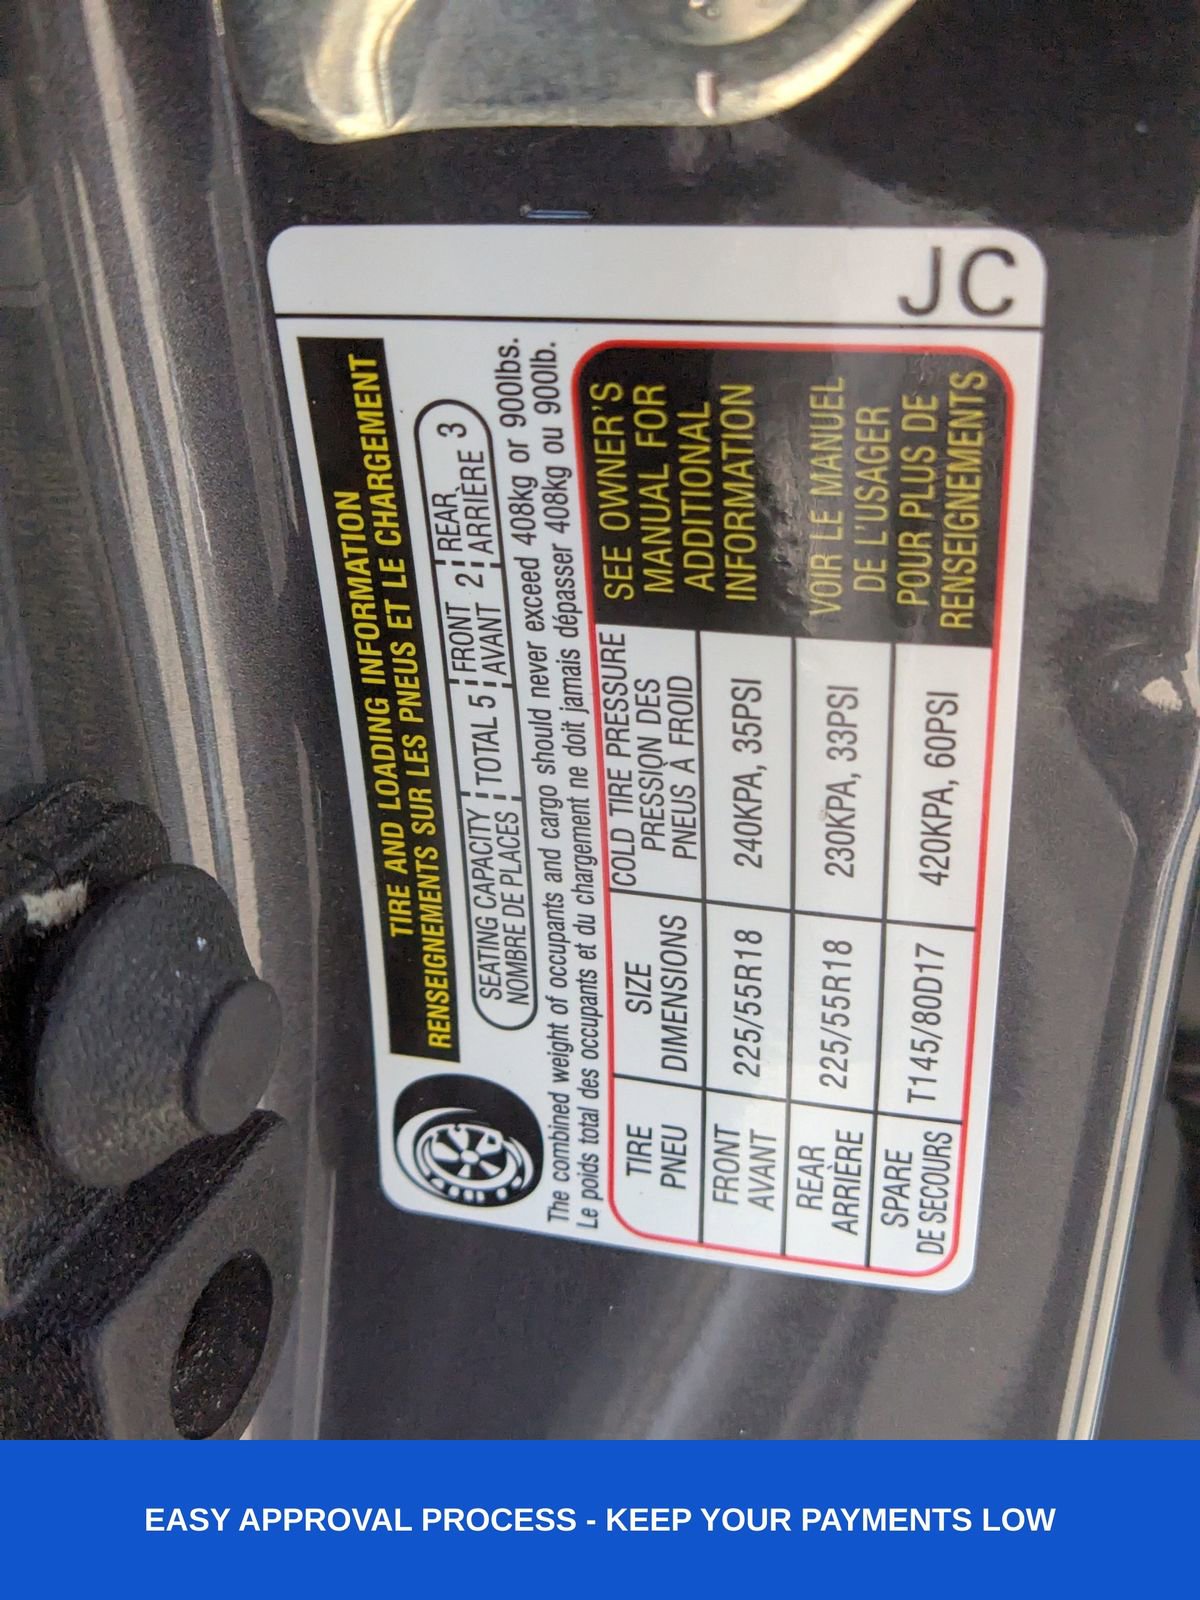 TIRE AND LOADING INFORMATION
RENSEIGNEMENTS SUR LES PNEUS ET LE CHARGEMENT
SEATING CAPACITY TOTAL 5 FRONT 2 REAR 3
NOMBRE DE PLACES AVANT ARRIÈRE
The combined weight of occupants and cargo should never exceed 408kg or 900lbs.
Le poids total des occupants et du chargement ne doit jamais dépasser 408kg ou 900lb.
TIRE
PNEU
SIZE
DIMENSIONS
COLD TIRE PRESSURE
PRESSION DES
PNEUS À FROID
FRONT
AVANT
225/55R18
240KPA, 35PSI
REAR
ARRIÈRE
225/55R18
230KPA, 33PSI
SPARE
DE SECOURS
T145/80D17
420KPA, 60PSI
SEE OWNER'S
MANUAL FOR
ADDITIONAL
INFORMATION
VOIR LE MANUEL
DE L'USAGER
POUR PLUS DE
RENSEIGNEMENTS
JC
EASY APPROVAL PROCESS - KEEP YOUR PAYMENTS LOW